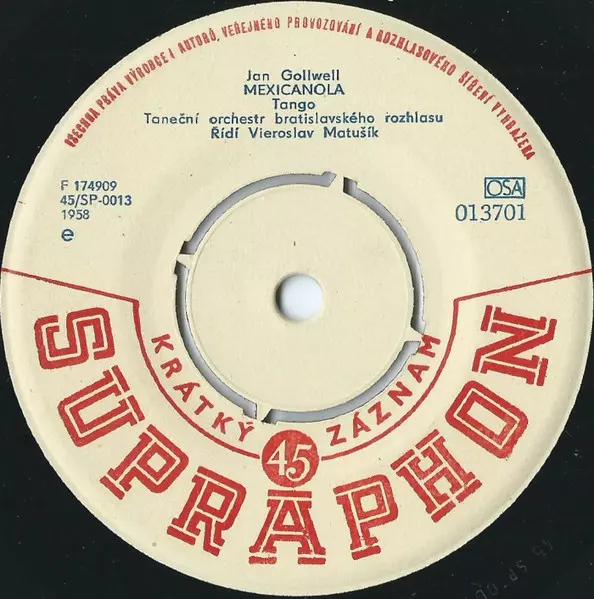 VŠECHNA PRÁVA VÝROBCE I AUTORŮ, VEŘEJNÉHO PROVOZOVÁNÍ A ROZHLASOVÉHO ŠÍŘENÍ VYHRAŽENA
Jan Gollwell
MEXICANOLA
Tango
Taneční orchestr bratislavského rozhlasu
Řídí Vieroslav Matušík
F 174909
45/SP-0013
1958
e
OSA
013701
KRÁTKÝ ZÁZNAM
45
SUPRAPHON